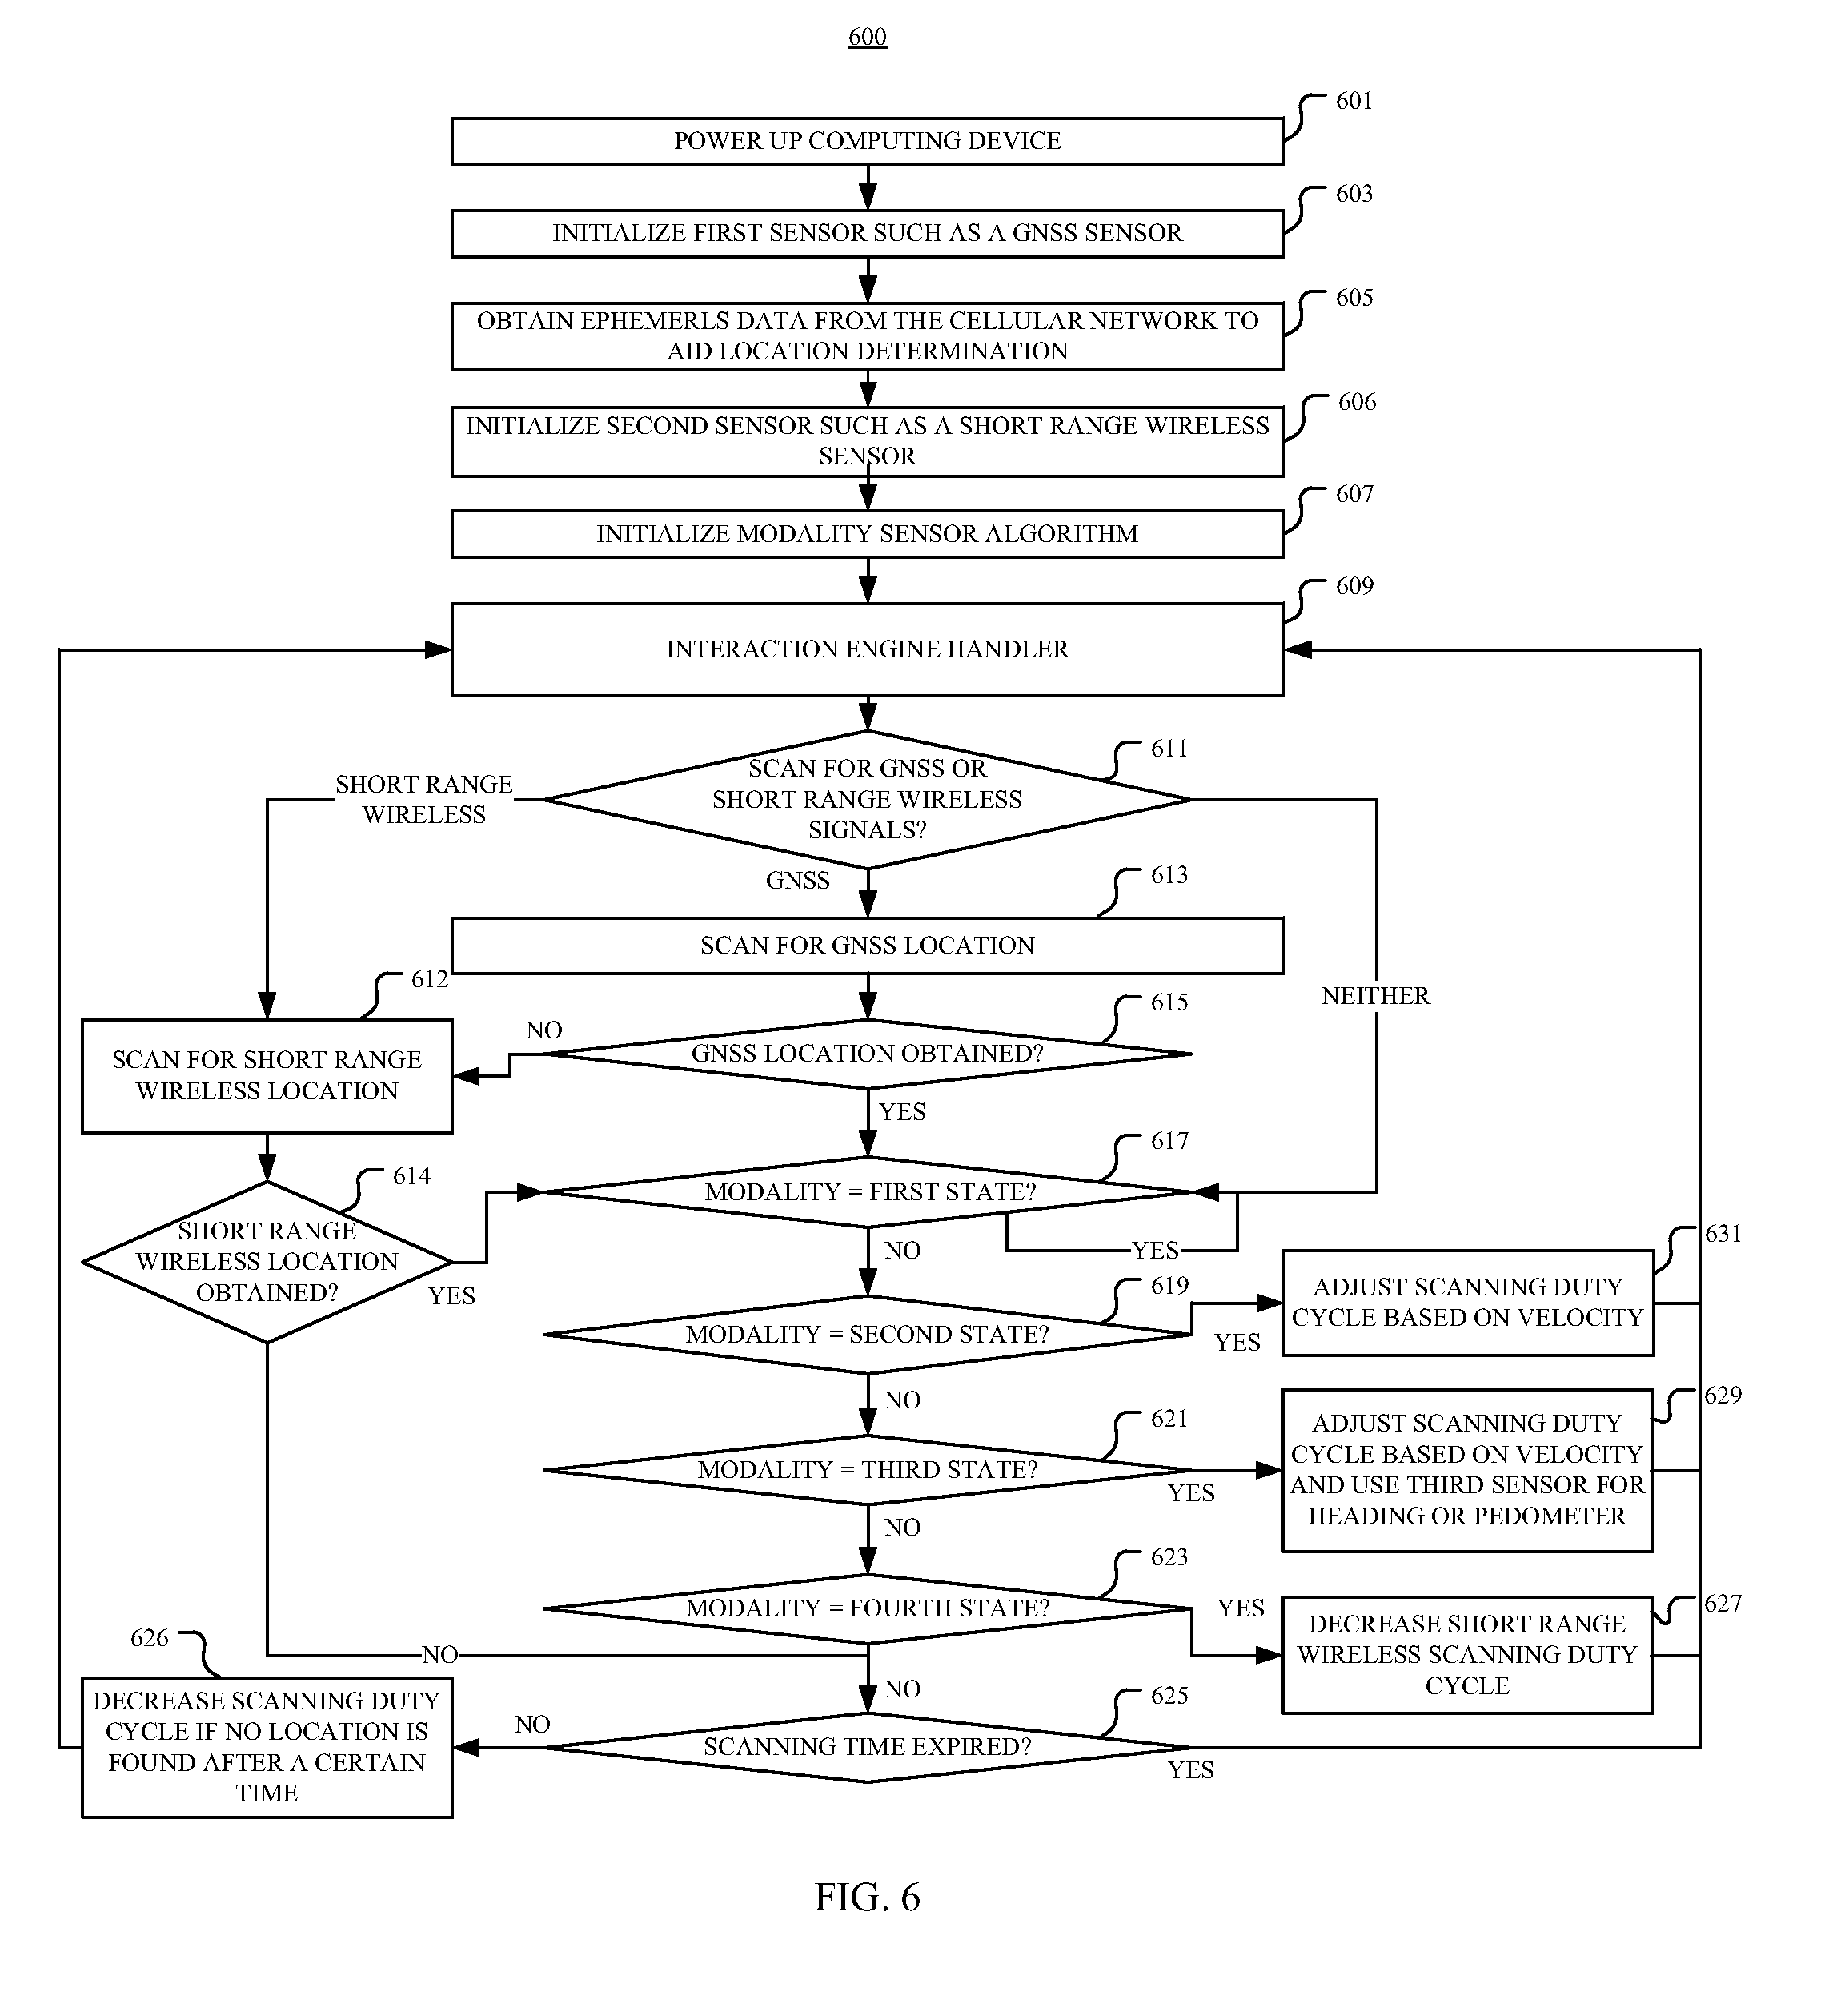 600
601
POWER UP COMPUTING DEVICE
603
INITIALIZE FIRST SENSOR SUCH AS A GNSS SENSOR
605
OBTAIN EPHEMERLS DATA FROM THE CELLULAR NETWORK TO
AID LOCATION DETERMINATION
606
INITIALIZE SECOND SENSOR SUCH AS A SHORT RANGE WIRELESS
SENSOR
607
INITIALIZE MODALITY SENSOR ALGORITHM
609
INTERACTION ENGINE HANDLER
611
SCAN FOR GNSS OR
SHORT RANGE WIRELESS
SIGNALS?
SHORT RANGE
WIRELESS
GNSS
613
SCAN FOR GNSS LOCATION
612
NEITHER
615
NO
GNSS LOCATION OBTAINED?
SCAN FOR SHORT RANGE
WIRELESS LOCATION
YES
617
MODALITY = FIRST STATE?
614
SHORT RANGE
WIRELESS LOCATION
OBTAINED?
YES
NO
YES
631
619
ADJUST SCANNING DUTY
CYCLE BASED ON VELOCITY
MODALITY = SECOND STATE?
YES
NO
629
621
ADJUST SCANNING DUTY
CYCLE BASED ON VELOCITY
AND USE THIRD SENSOR FOR
HEADING OR PEDOMETER
MODALITY = THIRD STATE?
YES
NO
623
MODALITY = FOURTH STATE?
YES
627
DECREASE SHORT RANGE
WIRELESS SCANNING DUTY
CYCLE
626
NO
NO
625
DECREASE SCANNING DUTY
CYCLE IF NO LOCATION IS
FOUND AFTER A CERTAIN
TIME
NO
SCANNING TIME EXPIRED?
YES
FIG. 6